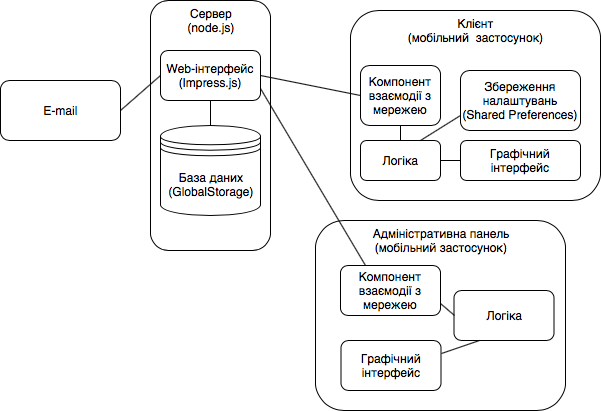 Сервер
(node.js)
Web-інтерфейс
(Impress.js)
База даних
(GlobalStorage)
E-mail
Клієнт
(мобільний застосунок)
Компонент
взаємодії з
мережею
Збереження
налаштувань
(Shared Preferences)
Логіка
Графічний
інтерфейс
Адміністративна панель
(мобільний застосунок)
Компонент
взаємодії з
мережею
Логіка
Графічний
інтерфейс